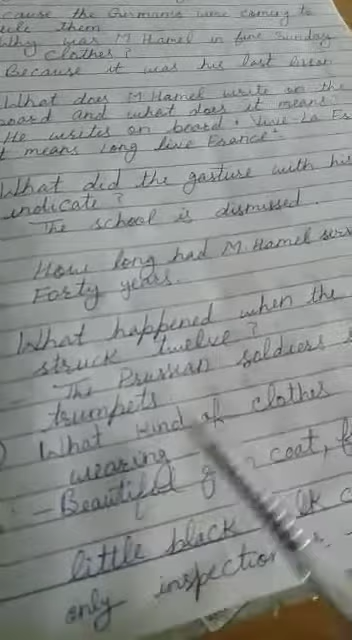 cause the Germans were coming to
them
Why was M Hamel in fine Sunday
clothes?
Because it was his last lesson
What does M Hamel write on the
board and what does it means?
He writes on board "Vive-La
It means long live France".
What did the gasture with his
indicate?
The school is dismissed.
How long had M. Hamel
Forty years.
What happened when the
struck twelve?
- The Prussian soldiers
trumpets
What kind of clothes
wearing
- Beautiful coat,
little black
only